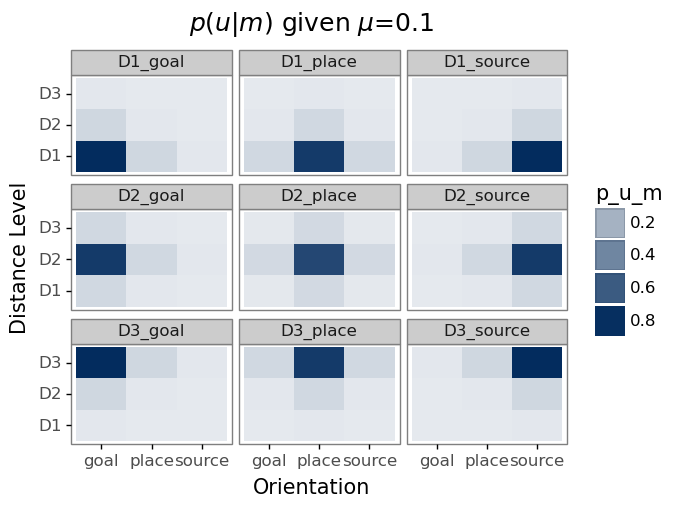 p(u|m) given μ=0.1
D1_goal D1_place D1_source
D3
D2
D1
D2_goal D2_place D2_source
D3
D2
D1
D3_goal D3_place D3_source
D3
D2
D1
goal place source goal place source goal place source
Orientation
Distance Level
p_u_m
0.2
0.4
0.6
0.8